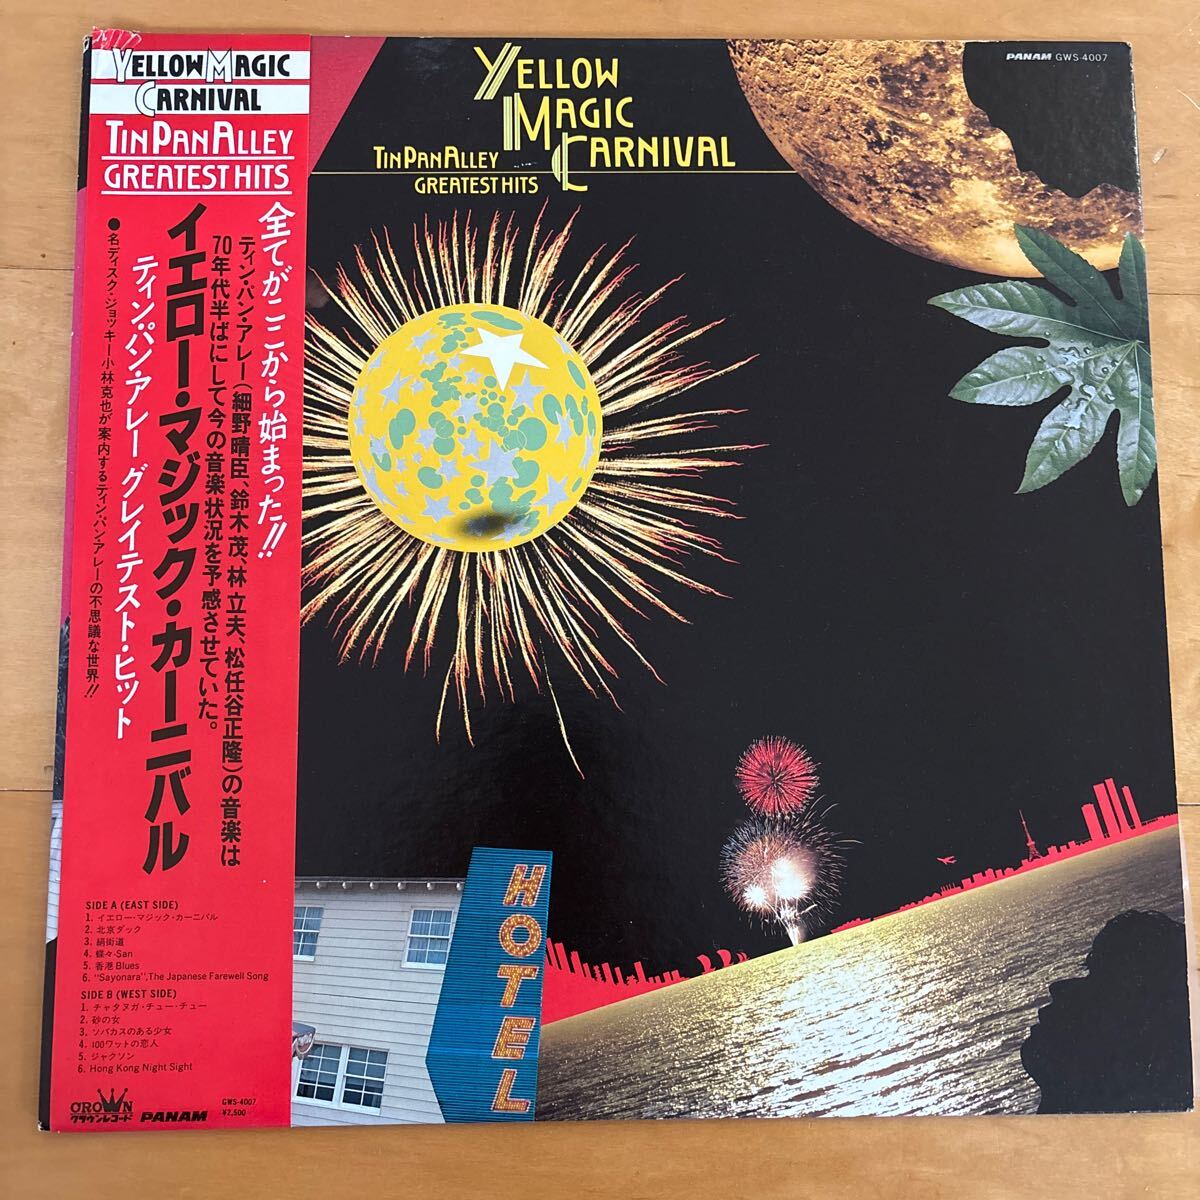 YELLOW MAGIC
CARNIVAL
TIN PAN ALLEY
GREATEST HITS
全てがここから始まった!!
ティン・パン・アレー(細野晴臣、鈴木茂、林立夫、松任谷正隆)の音楽は
70年代半ばにして今の音楽状況を予感させていた。
イエロー・マジック・カーニバル
ティン・パン・アレー グレイテスト・ヒット
●名ディスク・ジョッキー小林克也が案内するティン・パン・アレーの不思議な世界!!
SIDE A (EAST SIDE)
1. イエロー・マジック・カーニバル
2. 北京ダック
3. 絹街道
4. 蝶々-San
5. 香港Blues
6. "Sayonara",The Japanese Farewell Song
SIDE B (WEST SIDE)
1. チャタヌガ・チュー・チュー
2. 砂の女
3. ソバカスのある少女
4. 100ワットの恋人
5. ジャクソン
6. Hong Kong Night Sight
CROWN
クラウンレコード
PANAM
GWS-4007
¥2,500
YELLOW
MAGIC
CARNIVAL
TIN PAN ALLEY
GREATEST HITS
PANAM GWS-4007
HOTEL